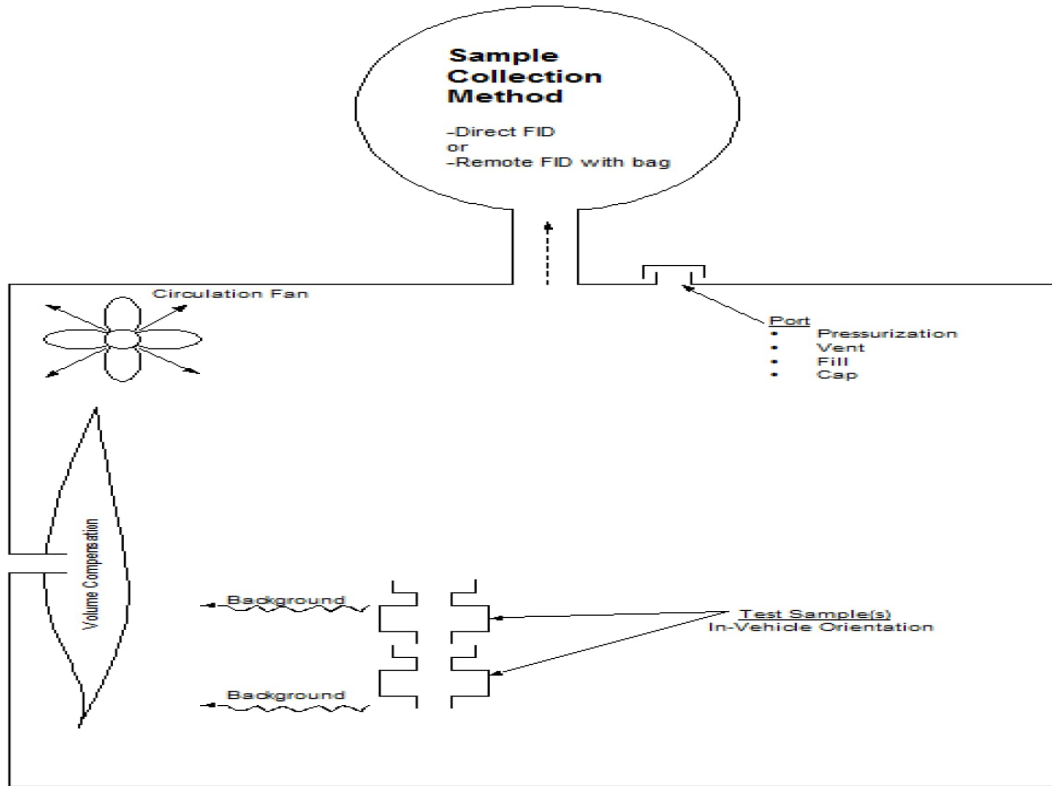 Sample
Collection
Method
-Direct FID
or
-Remote FID with bag
Circulation Fan
Port
• Pressurization
• Vent
• Fill
• Cap
Volume Compensation
Background
Test Sample(s)
In-Vehicle Orientation
Background